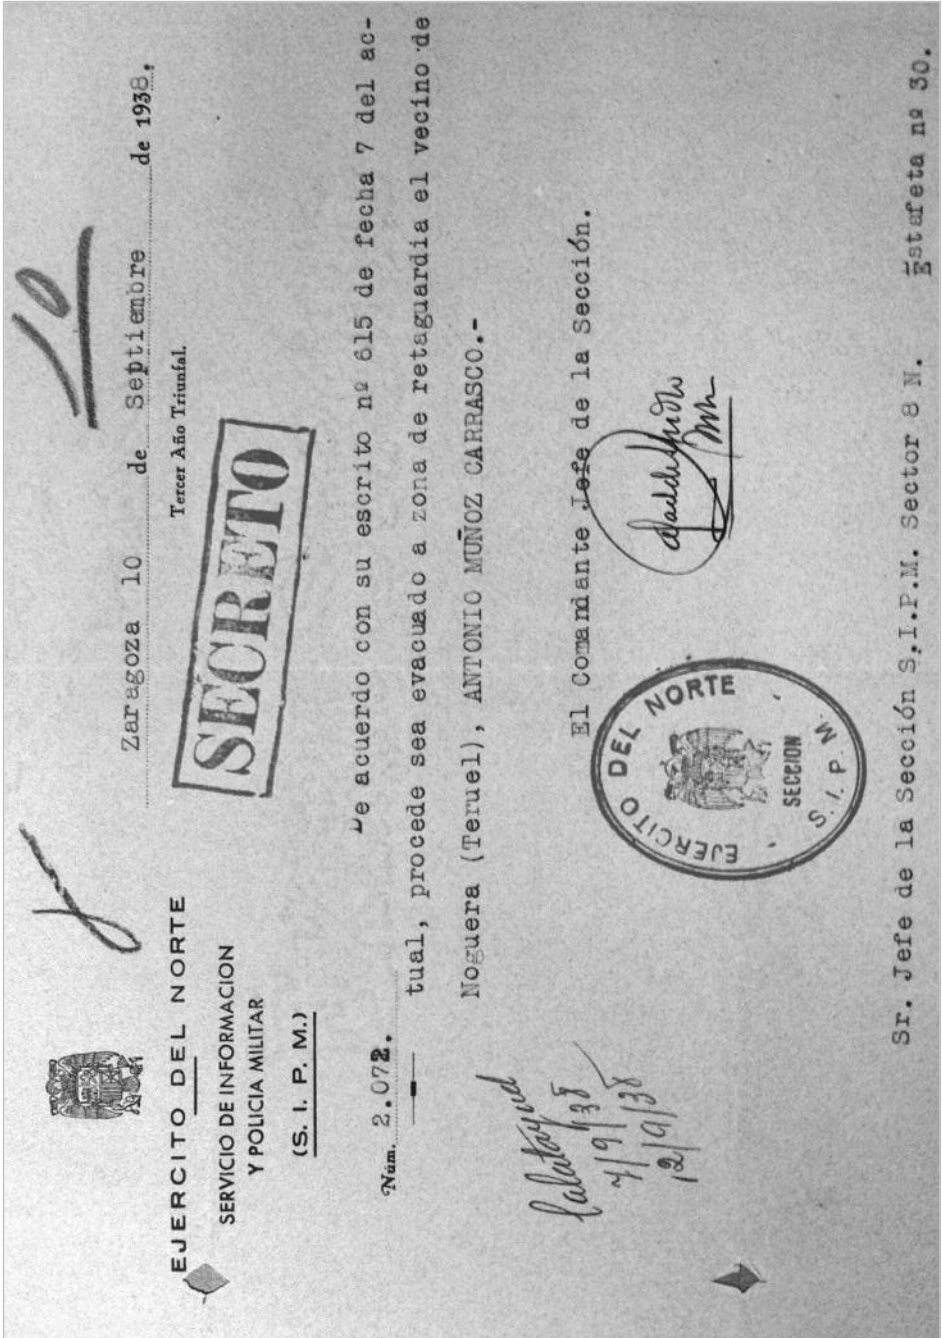 EJERCITO DEL NORTE
SERVICIO DE INFORMACION
Y POLICIA MILITAR
(S. I. P. M.)
Núm. 2.072.
10
Zaragoza 10 de Septiembre de 1938.
Tercer Año Triunfal.
SECRETO
De acuerdo con su escrito nº 615 de fecha 7 del ac-
tual, procede sea evacuado a zona de retaguardia el vecino de
Noguera (Teruel), ANTONIO MUÑOZ CARRASCO.-
El Comandante Jefe de la Sección.
EJERCITO DEL NORTE
SECCION
S. I. P. M.
Calatayud
7/9/38
12/9/38
Sr. Jefe de la Sección S.I.P.M. Sector 8 N. Estafeta nº 30.